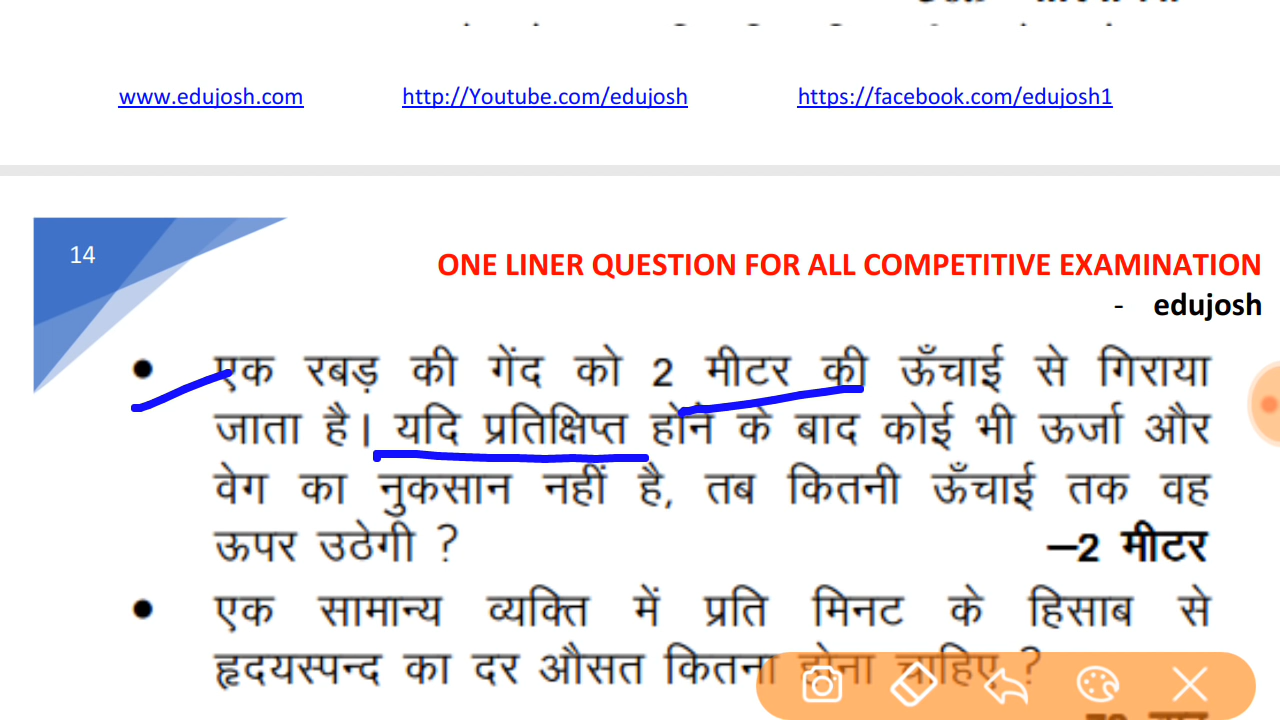 www.edujosh.com http://Youtube.com/edujosh https://facebook.com/edujosh1
14
ONE LINER QUESTION FOR ALL COMPETITIVE EXAMINATION
- edujosh
• एक रबड़ की गेंद को 2 मीटर की ऊँचाई से गिराया
जाता है। यदि प्रतिक्षिप्त होने के बाद कोई भी ऊर्जा और
वेग का नुकसान नहीं है, तब कितनी ऊँचाई तक वह
ऊपर उठेगी ? –2 मीटर
• एक सामान्य व्यक्ति में प्रति मिनट के हिसाब से
हृदयस्पन्द का दर औसत कितना होना चाहिए ?